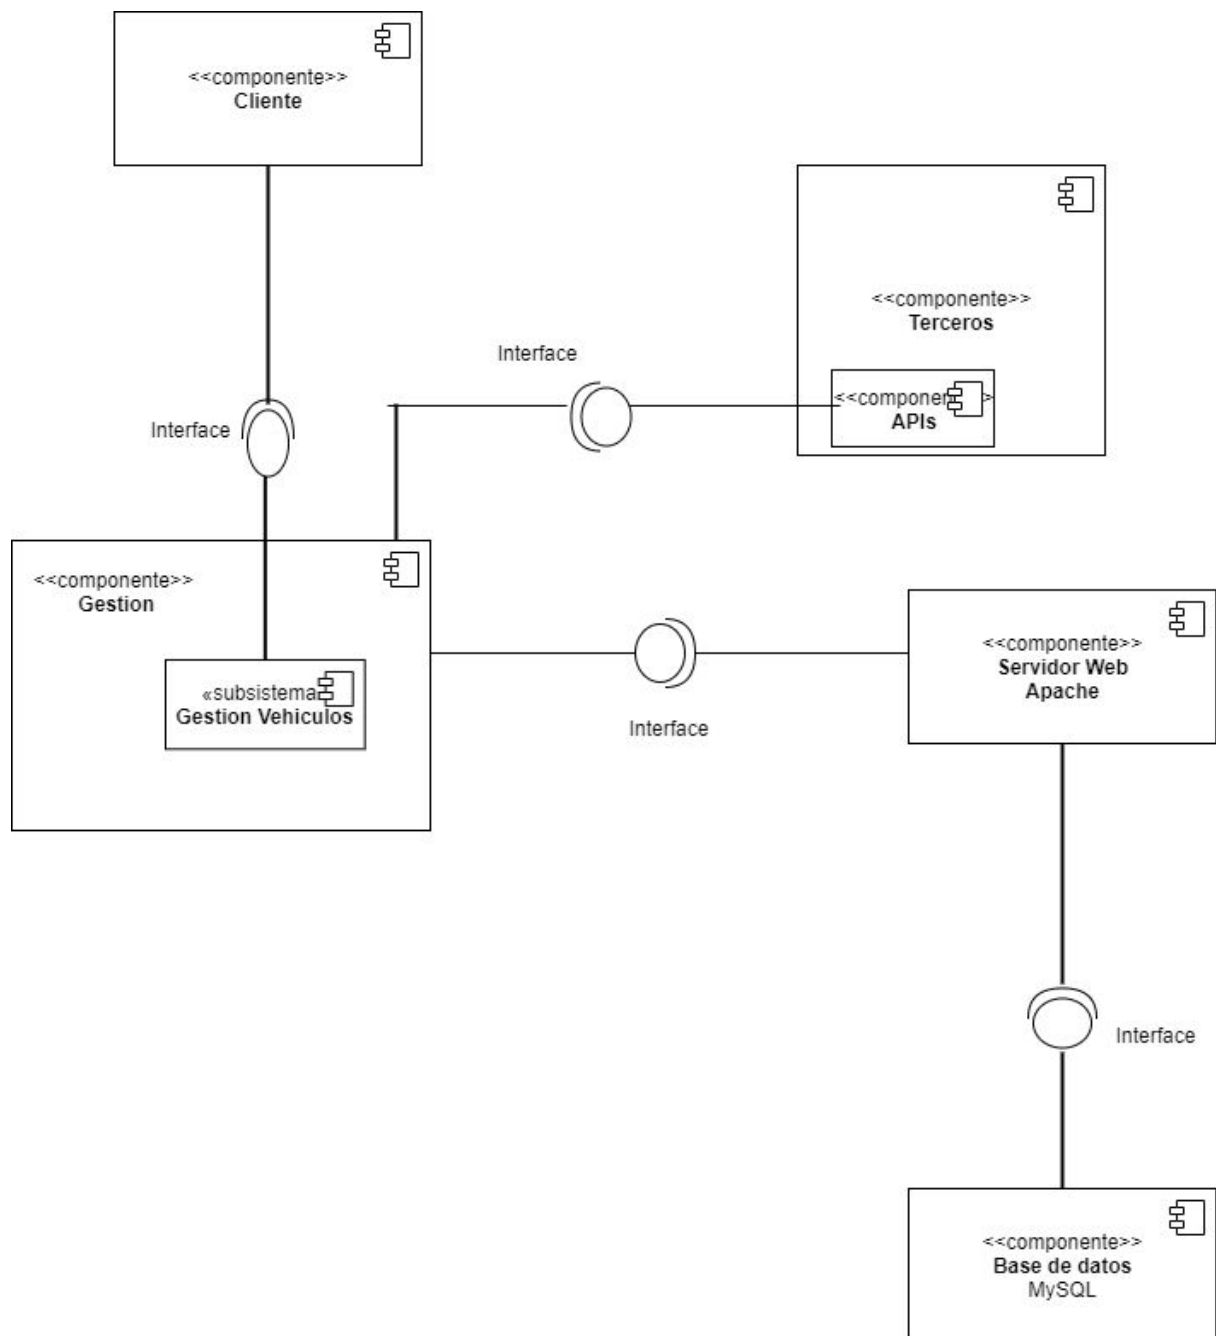 <<componente>>
Cliente
<<componente>>
Terceros
Interface
<<componente>>
APIs
Interface
<<componente>>
Gestion
«subsistema
Gestion Vehiculos
<<componente>>
Servidor Web
Apache
Interface
Interface
<<componente>>
Base de datos
MySQL